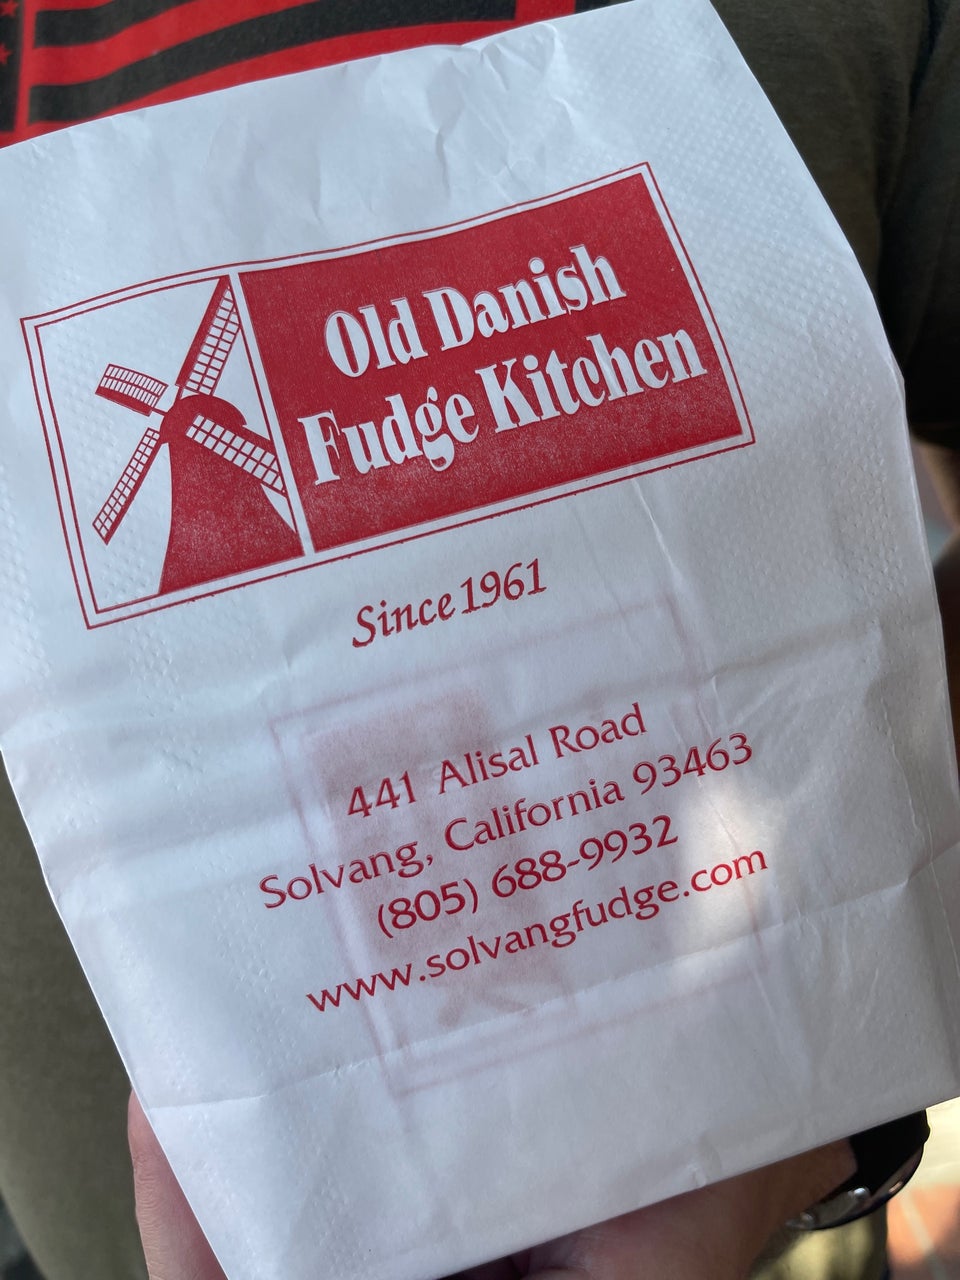 Old Danish
Fudge Kitchen
Since 1961
441 Alisal Road
Solvang, California 93463
(805) 688-9932
www.solvangfudge.com